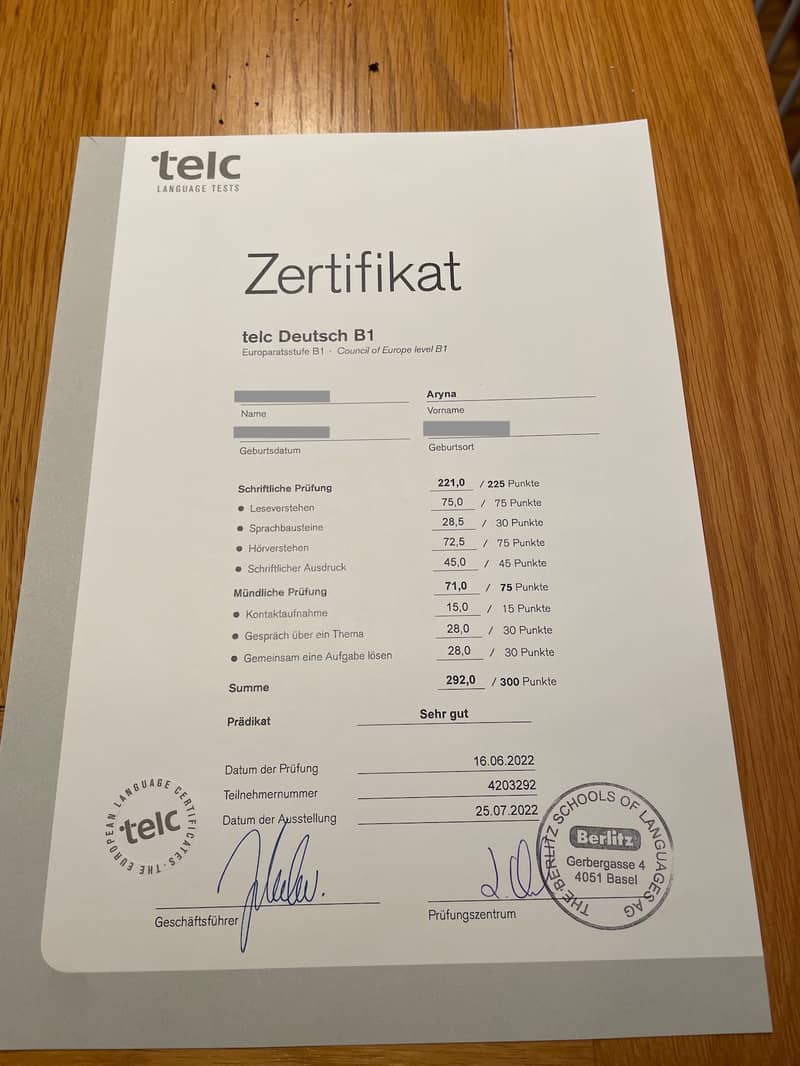 telc
LANGUAGE TESTS
Zertifikat
telc Deutsch B1
Europaratsstufe B1 · Council of Europe level B1
Aryna
Name Vorname
Geburtsdatum Geburtsort
Schriftliche Prüfung 221,0 / 225 Punkte
• Leseverstehen 75,0 / 75 Punkte
• Sprachbausteine 28,5 / 30 Punkte
• Hörverstehen 72,5 / 75 Punkte
• Schriftlicher Ausdruck 45,0 / 45 Punkte
Mündliche Prüfung 71,0 / 75 Punkte
• Kontaktaufnahme 15,0 / 15 Punkte
• Gespräch über ein Thema 28,0 / 30 Punkte
• Gemeinsam eine Aufgabe lösen 28,0 / 30 Punkte
Summe 292,0 / 300 Punkte
Prädikat Sehr gut
Datum der Prüfung 16.06.2022
Teilnehmernummer 4203292
Datum der Ausstellung 25.07.2022
telc
THE EUROPEAN LANGUAGE CERTIFICATES
THE BERLITZ SCHOOLS OF LANGUAGES AG
Berlitz
Gerbergasse 4
4051 Basel
Geschäftsführer Prüfungszentrum